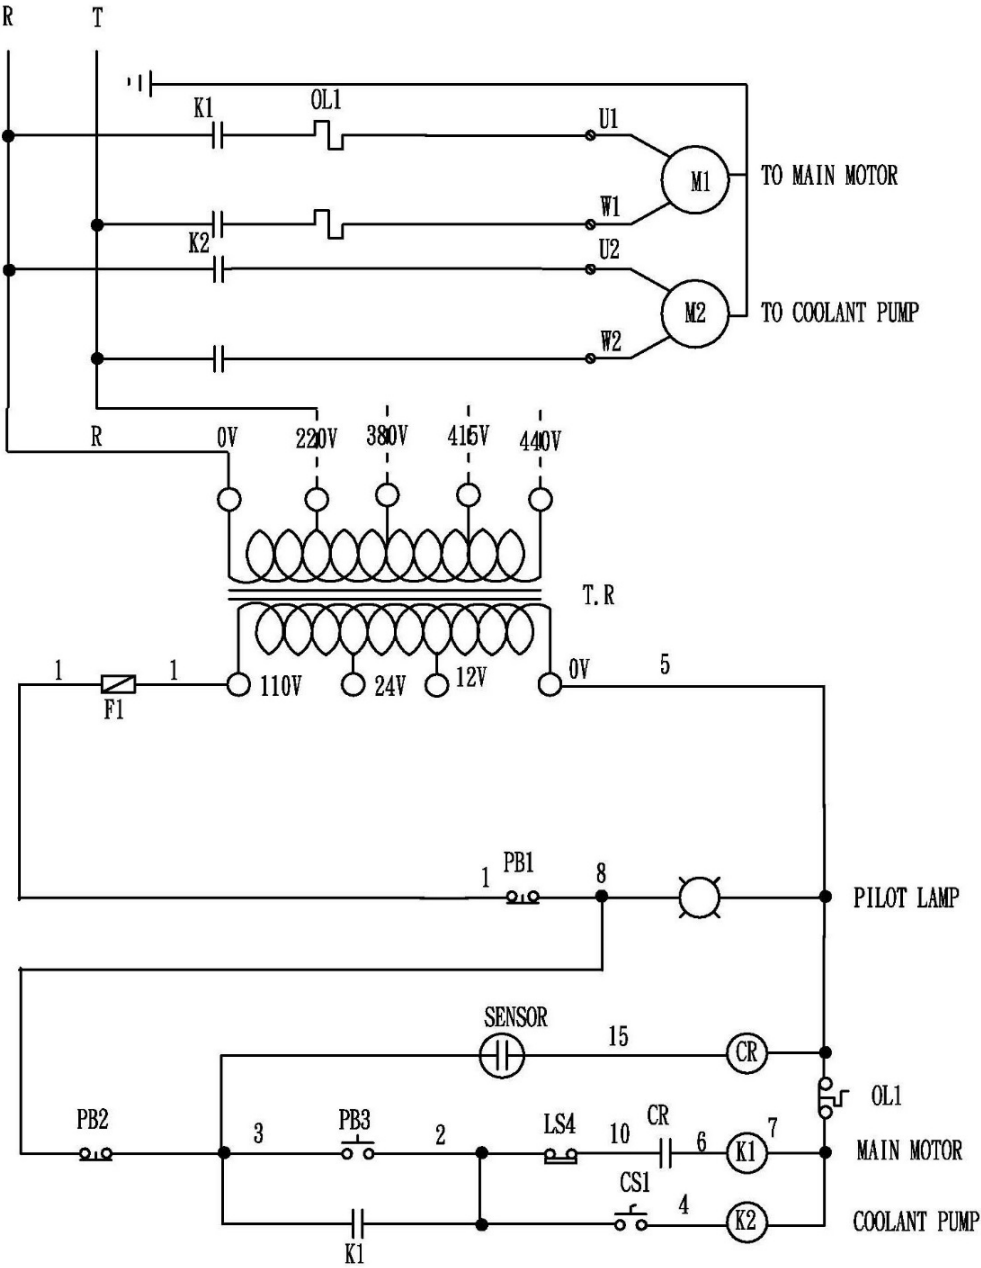 R T
K1 OL1 U1
M1 TO MAIN MOTOR
W1
K2 U2
M2 TO COOLANT PUMP
W2
R 0V 220V 380V 415V 440V
T.R
1 1 110V 24V 12V 0V 5
F1
1 PB1 8
PILOT LAMP
SENSOR 15 CR
OL1
PB2 3 PB3 2 LS4 10 CR 6 K1 7 MAIN MOTOR
CS1 4 K2 COOLANT PUMP
K1